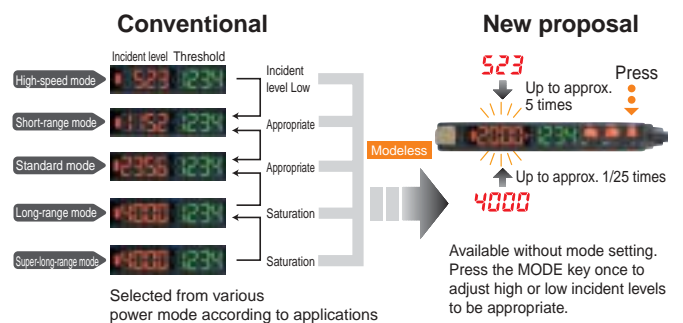 Conventional
New proposal
Incident level Threshold
High-speed mode
523 1234
Incident
level Low
Short-range mode
1152 1234
Appropriate
Standard mode
2356 1234
Appropriate
Long-range mode
4000 1234
Saturation
Super-long-range mode
4000 1234
Saturation
Selected from various
power mode according to applications
Modeless
523
Press
Up to approx.
5 times
2000 1234
Up to approx. 1/25 times
4000
Available without mode setting.
Press the MODE key once to
adjust high or low incident levels
to be appropriate.